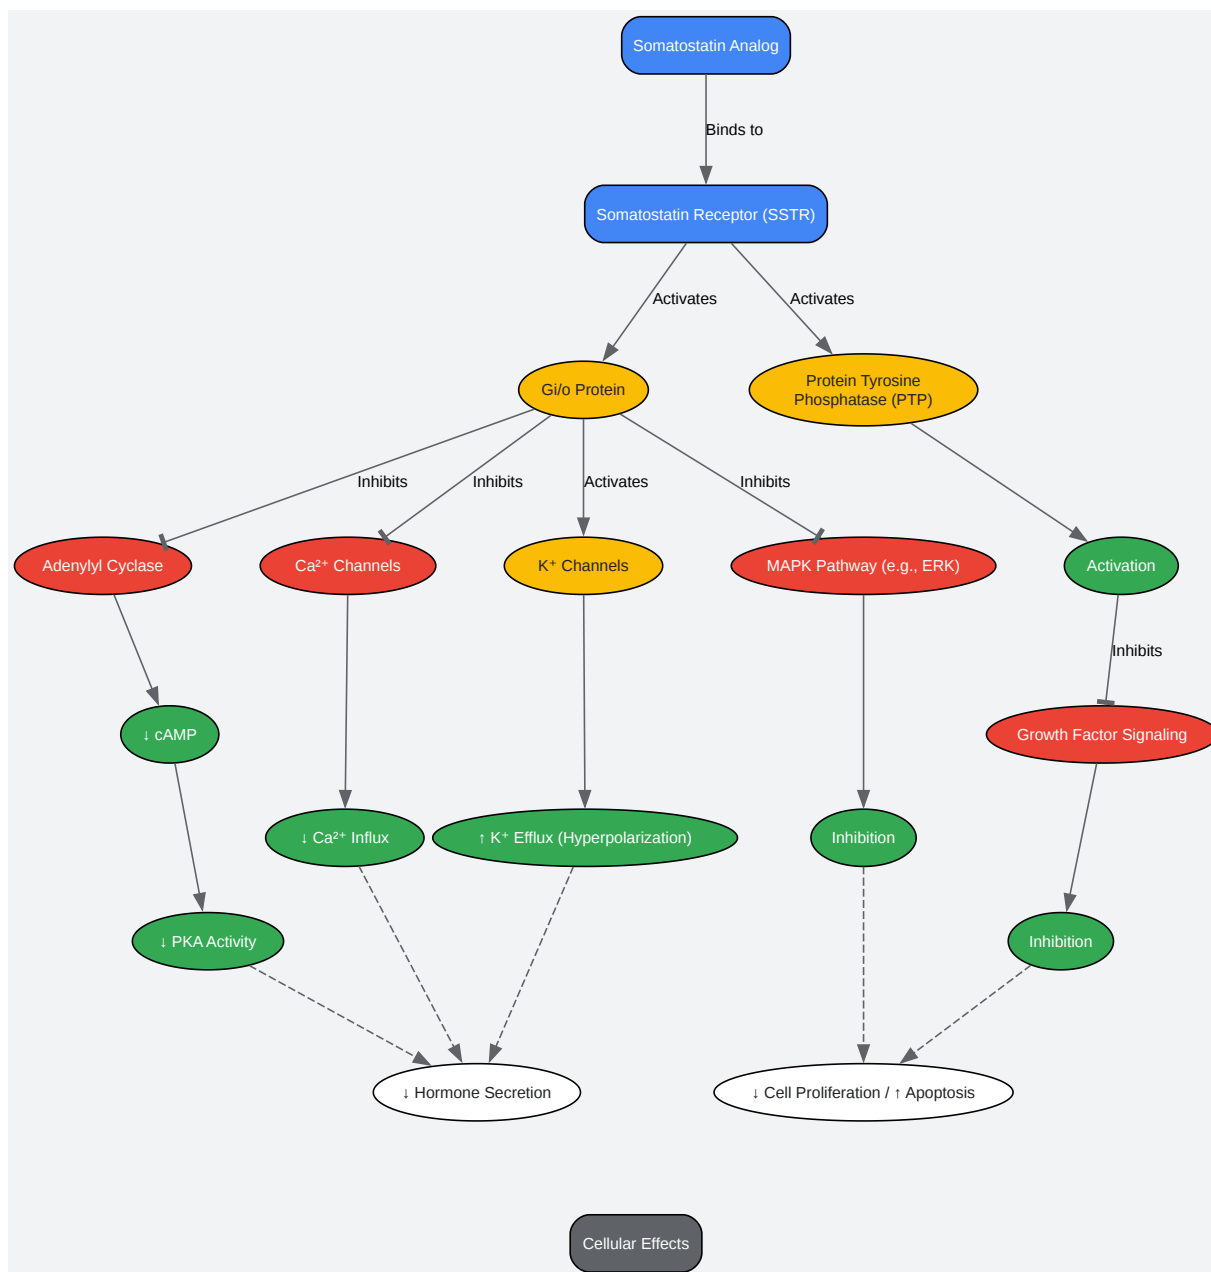 Somatostatin Analog
Binds to
Somatostatin Receptor (SSTR)
Activates
Activates
Gi/o Protein
Protein Tyrosine
Phosphatase (PTP)
Inhibits
Inhibits
Activates
Inhibits
Adenylyl Cyclase
Ca²⁺ Channels
K⁺ Channels
MAPK Pathway (e.g., ERK)
Activation
Inhibits
↓ cAMP
Growth Factor Signaling
↓ Ca²⁺ Influx
↑ K⁺ Efflux (Hyperpolarization)
Inhibition
↓ PKA Activity
Inhibition
↓ Hormone Secretion
↓ Cell Proliferation / ↑ Apoptosis
Cellular Effects